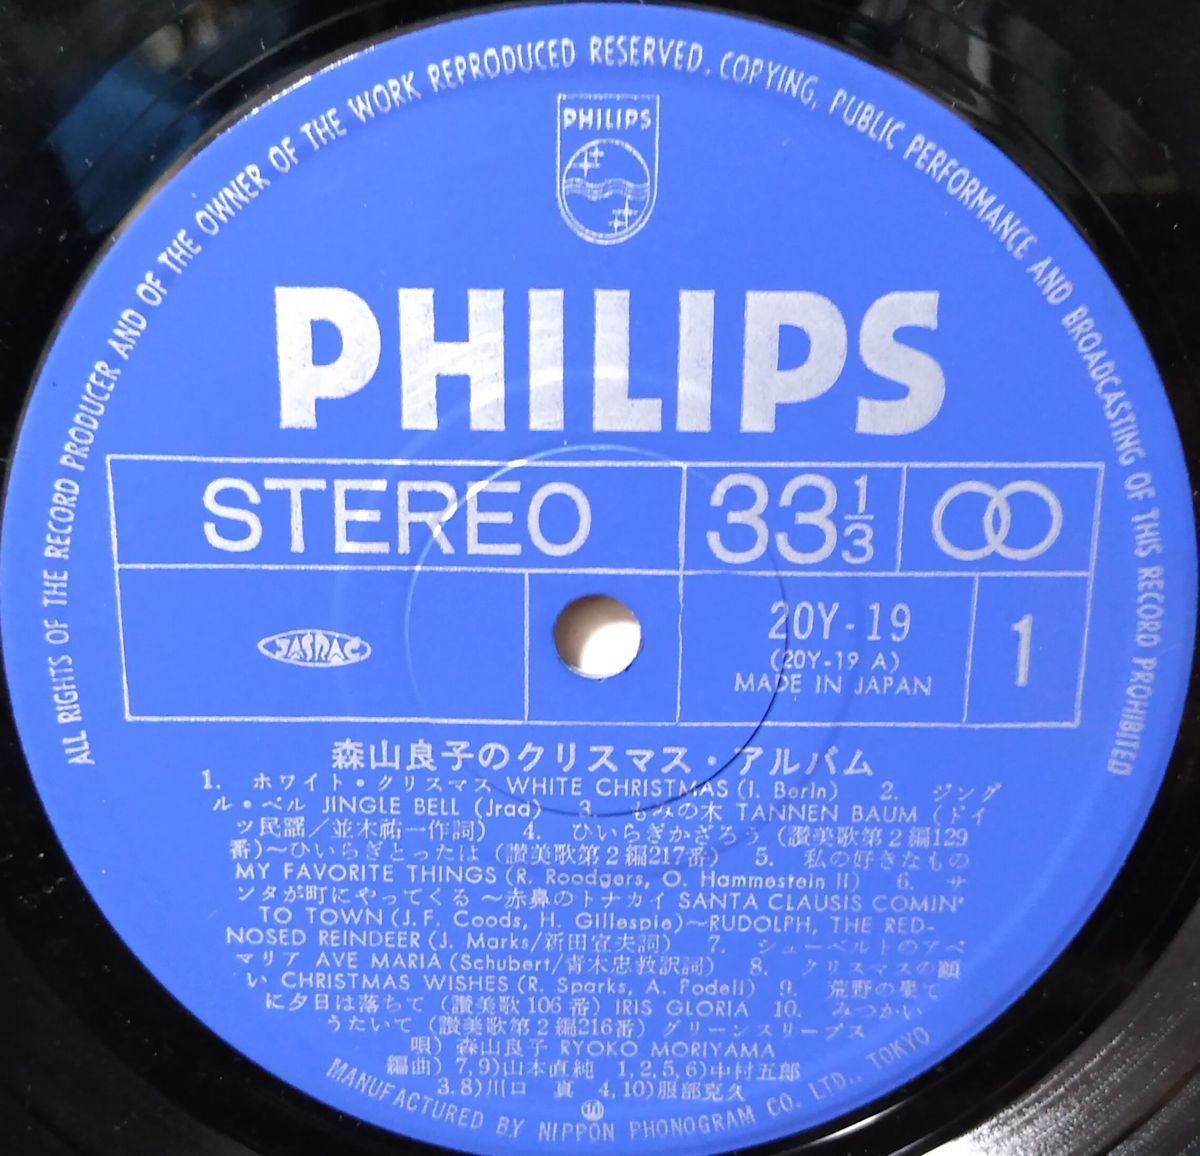 ALL RIGHTS OF THE RECORD PRODUCER AND OF THE OWNER OF THE WORK REPRODUCED RESERVED. COPYING, PUBLIC PERFORMANCE AND BROADCASTING OF THIS RECORD PROHIBITED
PHILIPS
PHILIPS
STEREO 33 1/3
JASRAC
20Y-19
(20Y-19 A)
MADE IN JAPAN
1
森山良子のクリスマス・アルバム
1. ホワイト・クリスマス WHITE CHRISTMAS (I. Berln) 2. ジング
ル・ベル JINGLE BELL (Jrad) 3. もみの木 TANNEN BAUM (ドイ
ツ民謡/並木祐一作詞) 4. ひいらぎかざろう (讃美歌第2編129
番)〜ひいらぎとったは (讃美歌第2編217番) 5. 私の好きなもの
MY FAVORITE THINGS (R. Roodgers, O. Hammestein II) 6. サ
ンタが町にやってくる 〜赤鼻のトナカイ SANTA CLAUSIS COMIN'
TO TOWN (J.F. Coods, H. Gillespie)〜RUDOLPH, THE RED-
NOSED REINDEER (J. Marks/新田宣夫詞) 7. シューベルトのアベ
マリア AVE MARIA (Schubert/青木忠教訳詞) 8. クリスマスの願
い CHRISTMAS WISHES (R. Sparks, A. Podell) 9. 荒野の果て
に夕日は落ちて (讃美歌106番) IRIS GLORIA 10. みつかい
うたいて (讃美歌第2編216番) グリーンスリーブス
唄) 森山良子 RYOKO MORIYAMA
編曲) 7,9)山本直純 1,2,5,6)中村五郎
3.8)川口 真 4,10)服部克久
10
MANUFACTURED BY NIPPON PHONOGRAM CO. LTD., TOKYO